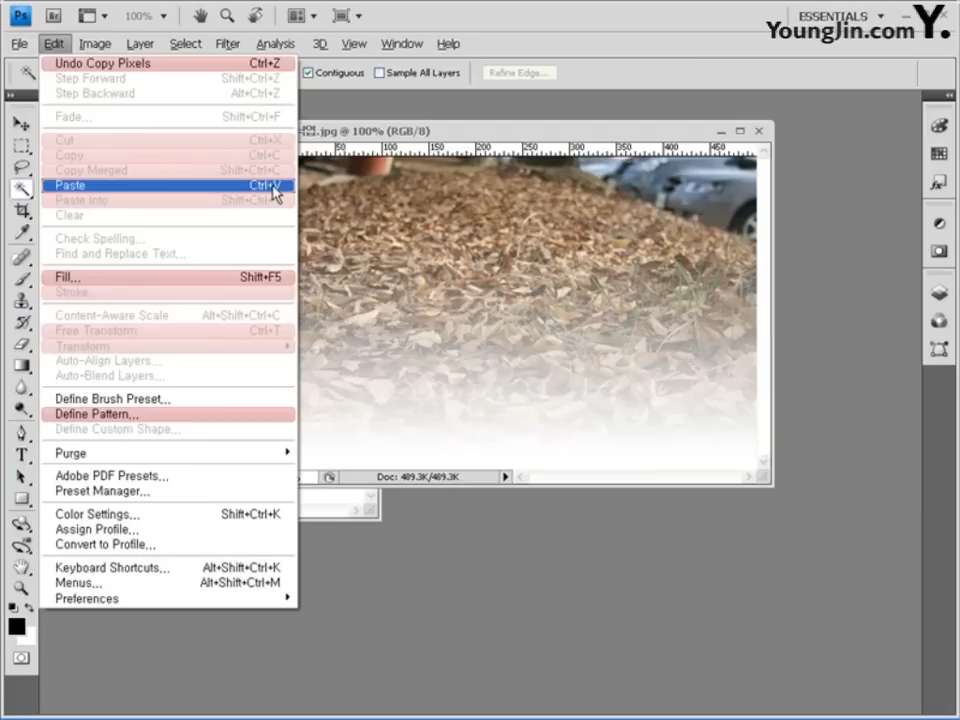 Ps
Br
100%
ESSENTIALS
YoungJin.com Y.
File Edit Image Layer Select Filter Analysis 3D View Window Help
Undo Copy Pixels Ctrl+Z
Contiguous Sample All Layers Refine Edge...
Step Forward Shift+Ctrl+Z
Step Backward Alt+Ctrl+Z
Fade... Shift+Ctrl+F
.jpg @ 100% (RGB/8)
Cut Ctrl+X
50 100 150 200 250 300 350 400 450
Copy Ctrl+C
Copy Merged Shift+Ctrl+C
Paste Ctrl+V
Paste Into
Clear
Check Spelling...
Find and Replace Text...
Fill... Shift+F5
Stroke...
Content-Aware Scale Alt+Shift+Ctrl+C
Free Transform Ctrl+T
Transform
Auto-Align Layers...
Auto-Blend Layers...
Define Brush Preset...
Define Pattern...
Define Custom Shape...
Purge
Adobe PDF Presets...
Doc: 489.3K/489.3K
Preset Manager...
Color Settings... Shift+Ctrl+K
Assign Profile...
Convert to Profile...
Keyboard Shortcuts... Alt+Shift+Ctrl+K
Menus... Alt+Shift+Ctrl+M
Preferences